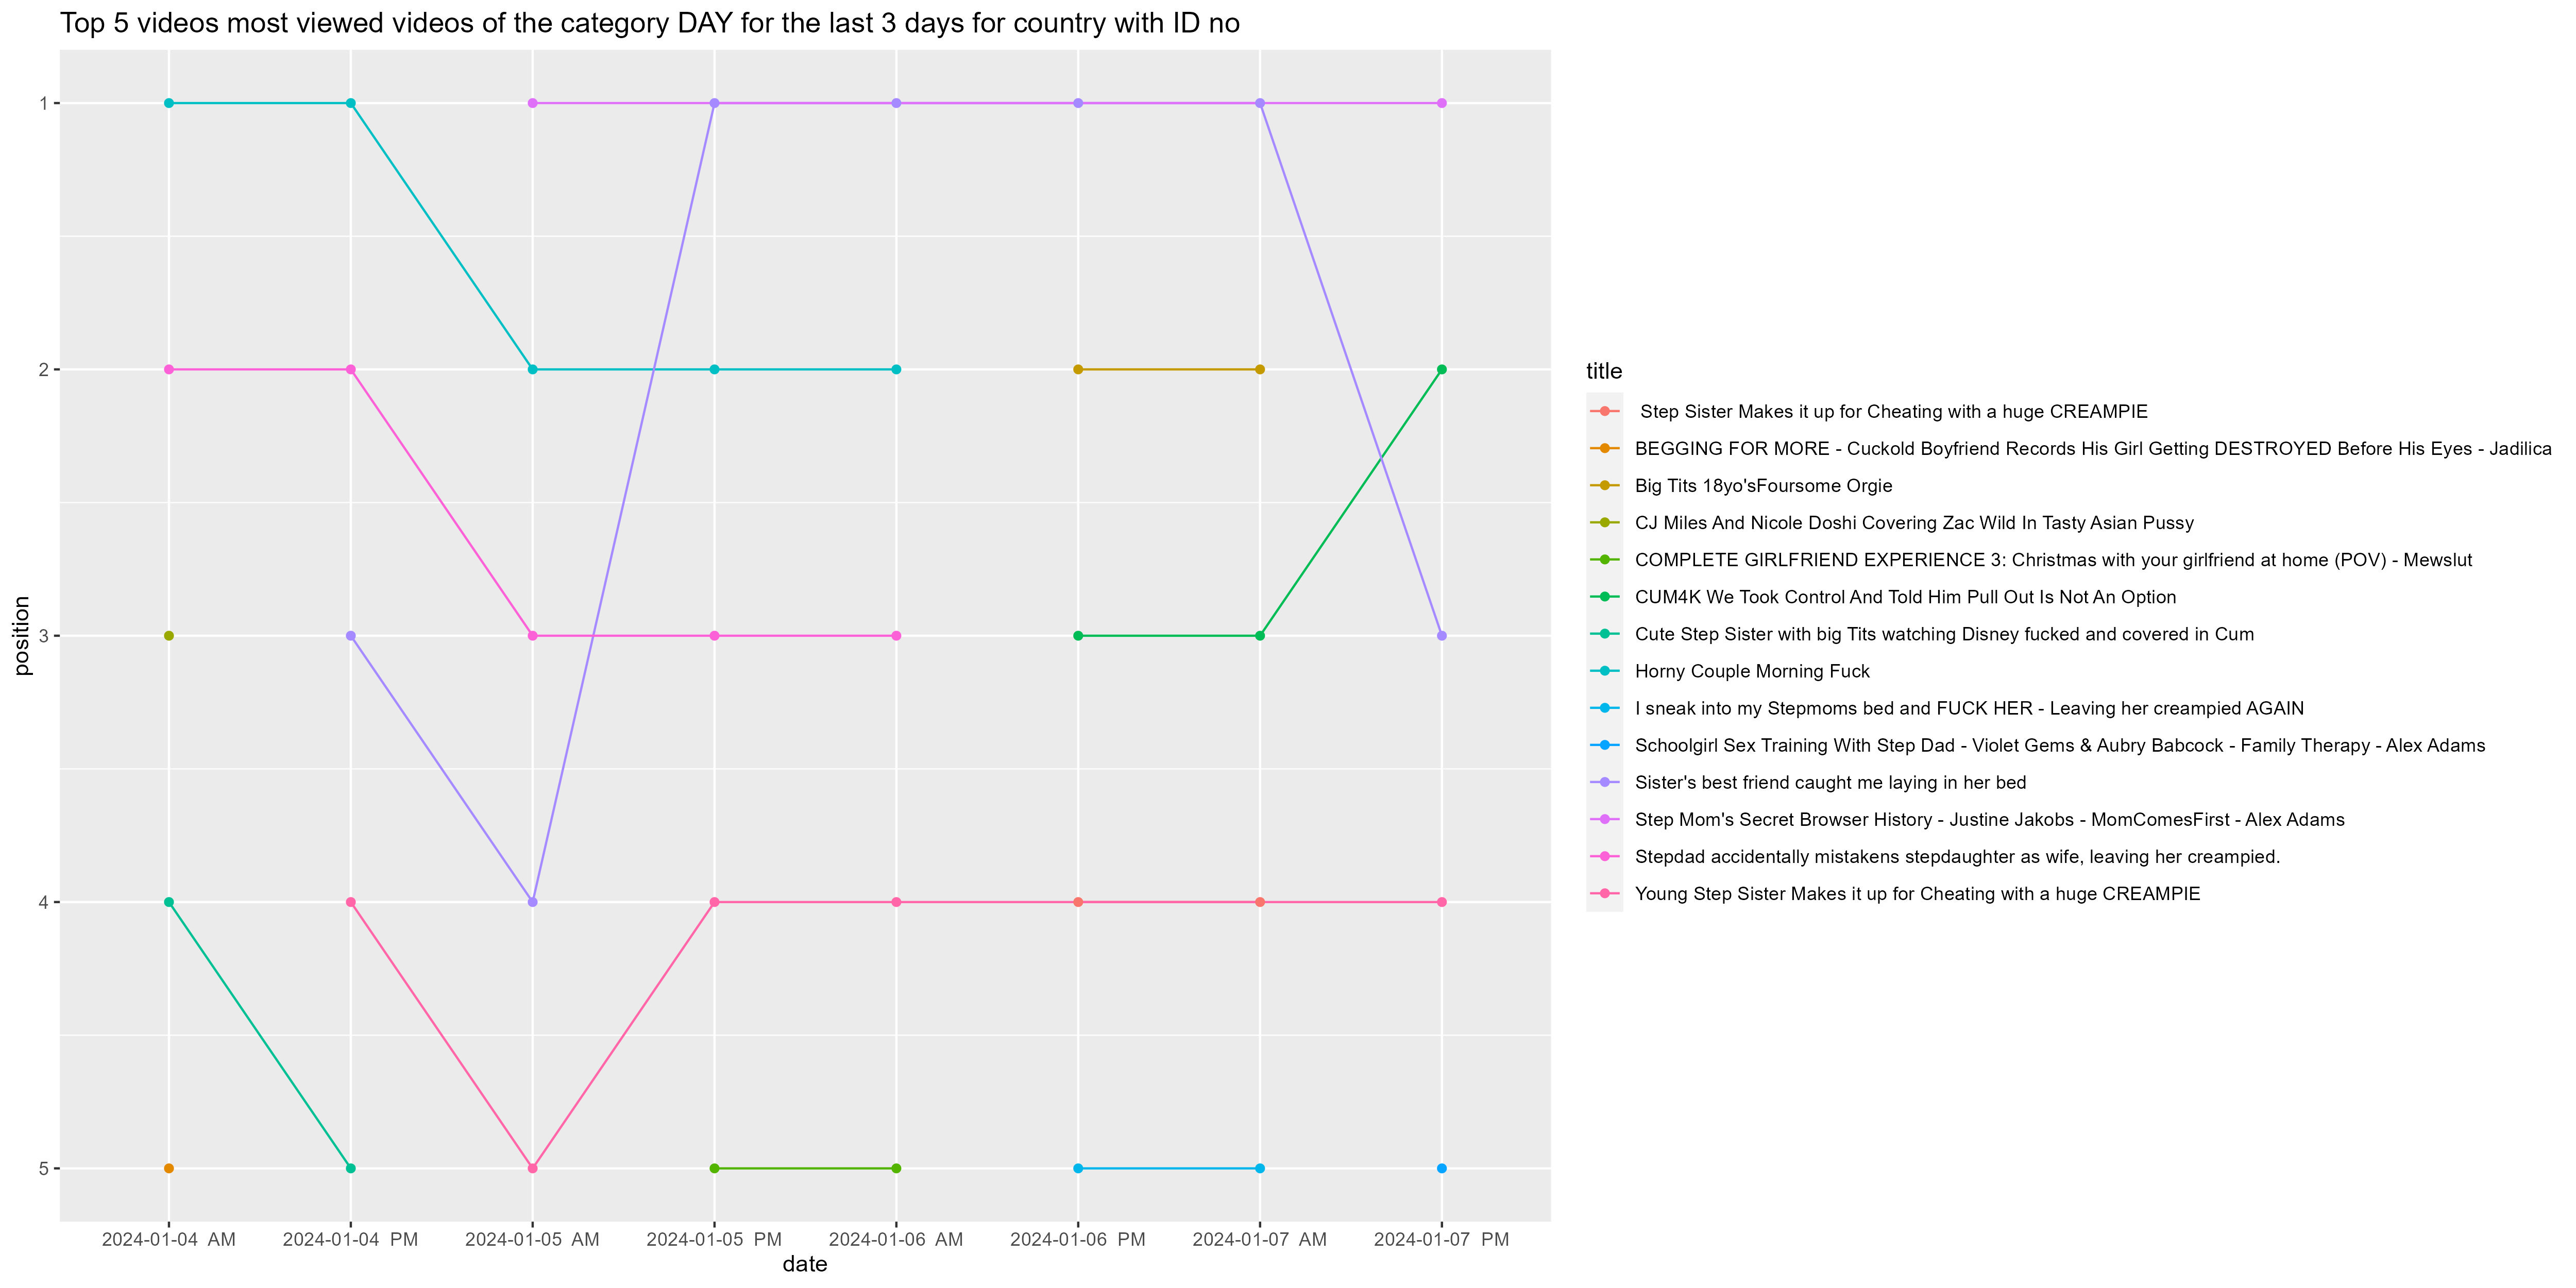 Top 5 videos most viewed videos of the category DAY for the last 3 days for country with ID no
position
1
2
3
4
5
2024-01-04 AM
2024-01-04 PM
2024-01-05 AM
2024-01-05 PM
2024-01-06 AM
2024-01-06 PM
2024-01-07 AM
2024-01-07 PM
date
title
Step Sister Makes it up for Cheating with a huge CREAMPIE
BEGGING FOR MORE - Cuckold Boyfriend Records His Girl Getting DESTROYED Before His Eyes - Jadilica
Big Tits 18yo'sFoursome Orgie
CJ Miles And Nicole Doshi Covering Zac Wild In Tasty Asian Pussy
COMPLETE GIRLFRIEND EXPERIENCE 3: Christmas with your girlfriend at home (POV) - Mewslut
CUM4K We Took Control And Told Him Pull Out Is Not An Option
Cute Step Sister with big Tits watching Disney fucked and covered in Cum
Horny Couple Morning Fuck
I sneak into my Stepmoms bed and FUCK HER - Leaving her creampied AGAIN
Schoolgirl Sex Training With Step Dad - Violet Gems & Aubry Babcock - Family Therapy - Alex Adams
Sister's best friend caught me laying in her bed
Step Mom's Secret Browser History - Justine Jakobs - MomComesFirst - Alex Adams
Stepdad accidentally mistakens stepdaughter as wife, leaving her creampied.
Young Step Sister Makes it up for Cheating with a huge CREAMPIE